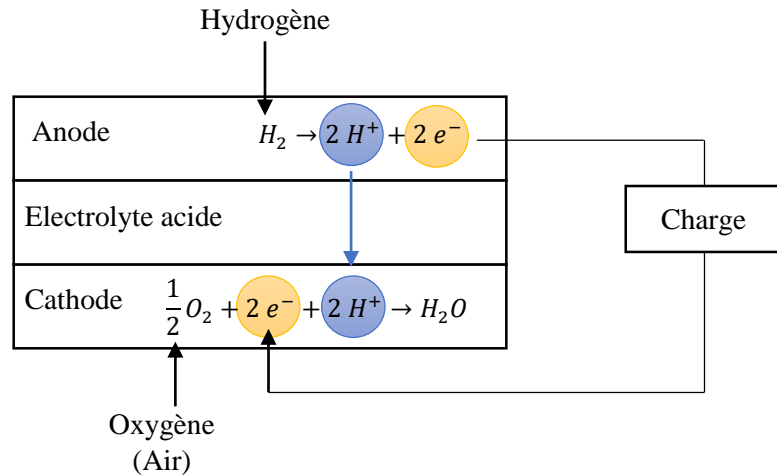 Hydrogène
Anode
H₂ → 2 H⁺ + 2 e⁻
Electrolyte acide
Charge
Cathode
1/2 O₂ + 2 e⁻ + 2 H⁺ → H₂O
Oxygène
(Air)